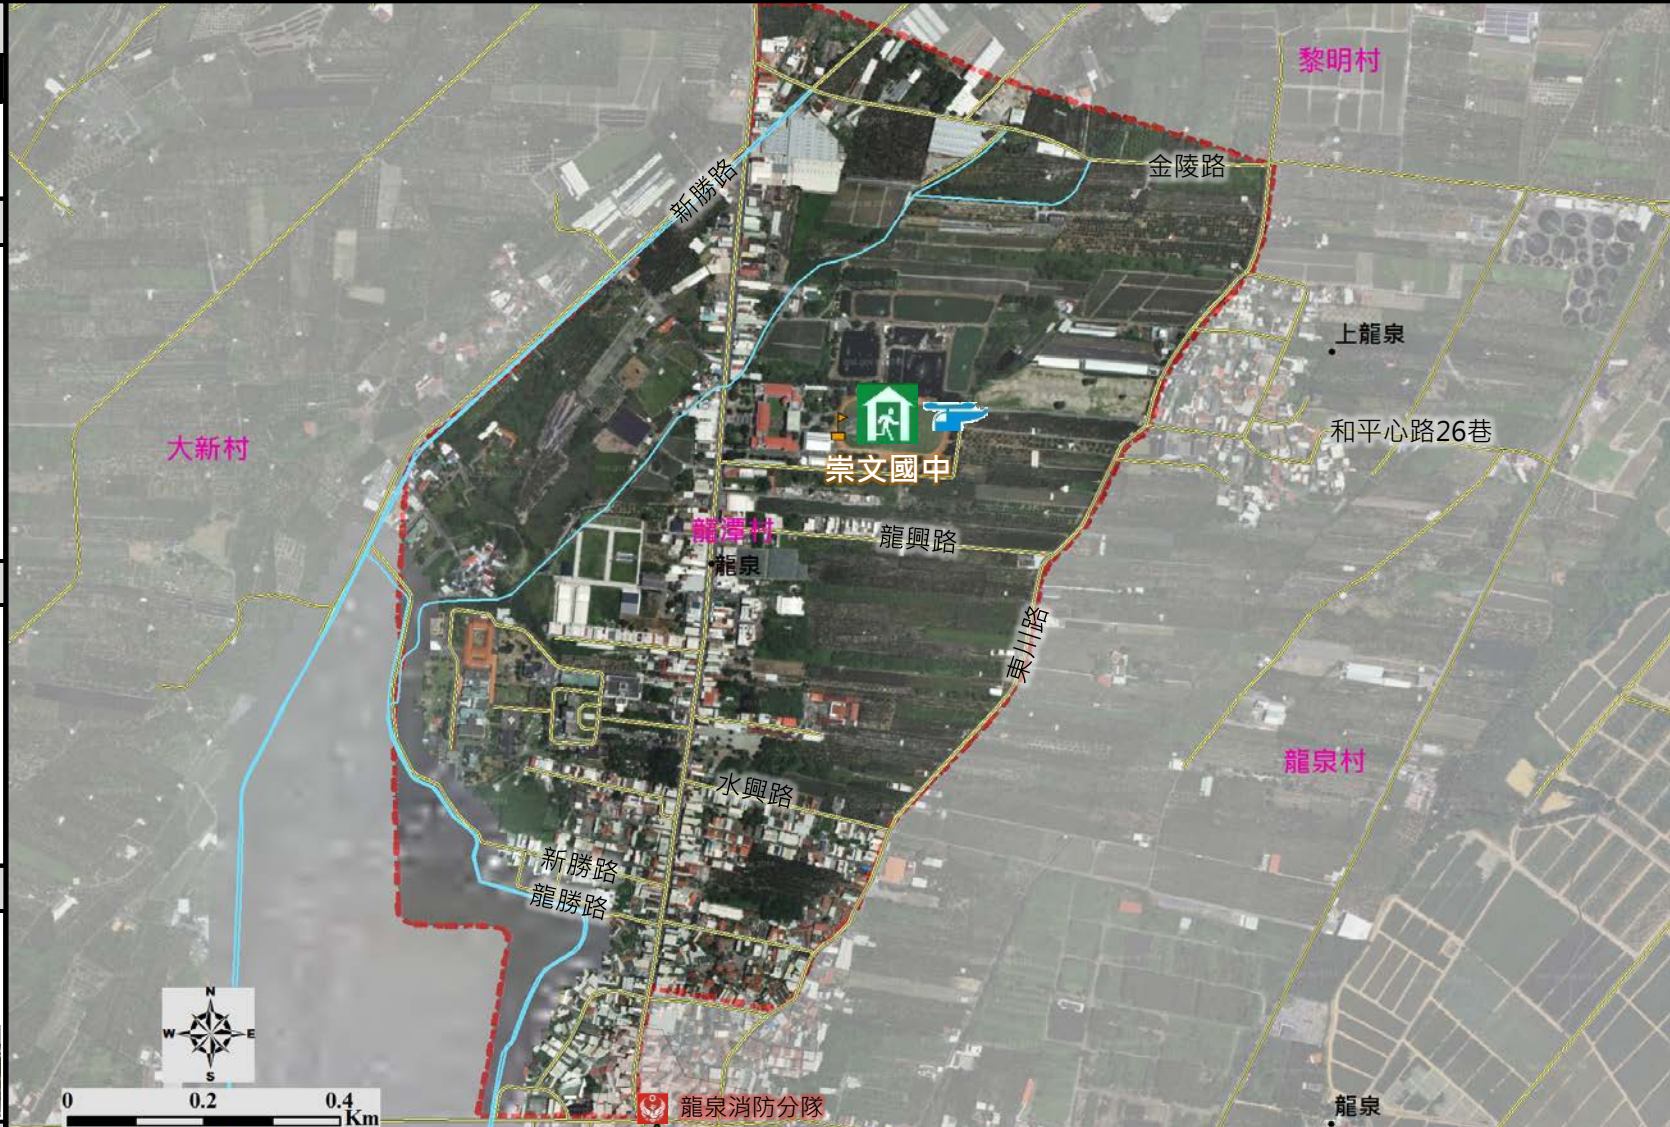 黎明村
金陵路
新勝路
上龍泉
和平心路26巷
大新村
崇文國中
龍潭村
龍興路
龍泉
東川路
龍泉村
水興路
新勝路
龍勝路
N
W E
S
0 0.2 0.4
Km
龍泉消防分隊
龍泉